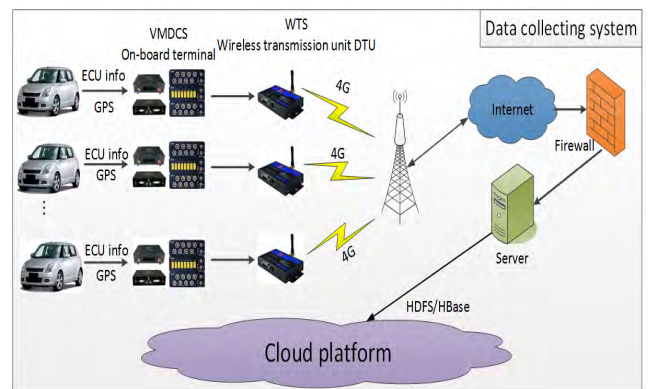 Data collecting system
VMDCS
On-board terminal
WTS
Wireless transmission unit DTU
ECU info
GPS
4G
Internet
Firewall
ECU info
GPS
4G
Server
ECU info
GPS
4G
HDFS/HBase
Cloud platform